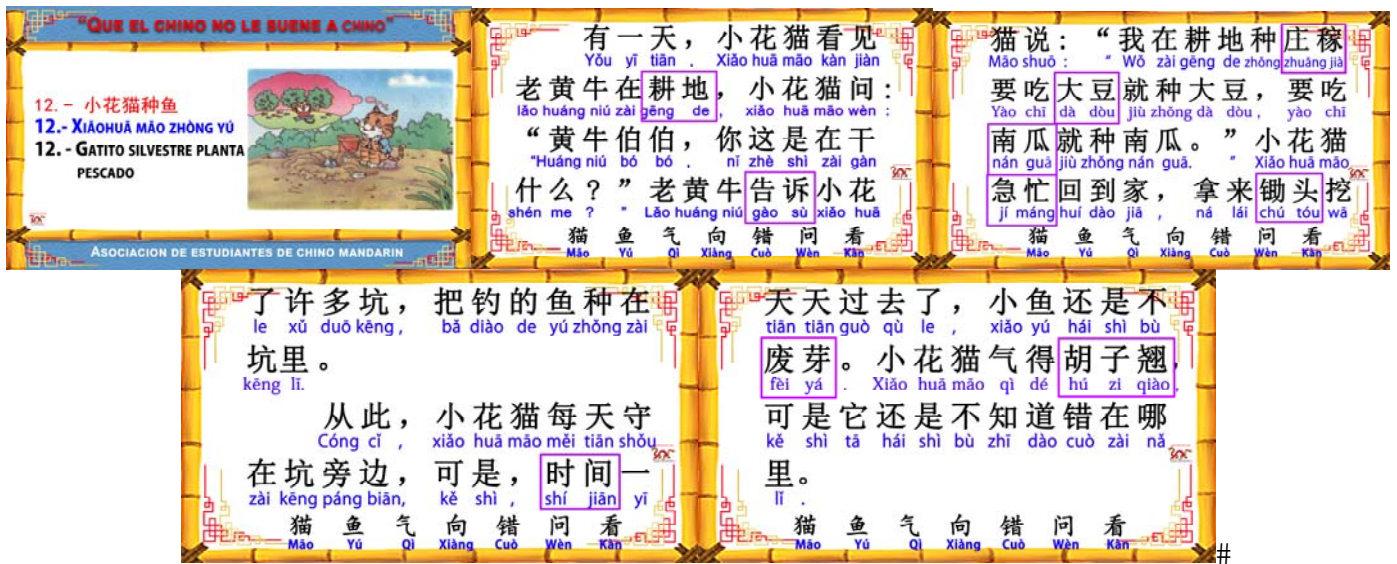 "QUE EL CHINO NO LE SUENE A CHINO"
12.- 小花猫种鱼
12.- XIĀOHUĀ MĀO ZHÒNG YÚ
12. - GATITO SILVESTRE PLANTA
PESCADO
ASOCIACION DE ESTUDIANTES DE CHINO MANDARIN
有一天，小花猫看见
Yǒu yī tiān . Xiǎo huā māo kàn jiàn
老黄牛在耕地，小花猫问：
lǎo huáng niú zài gēng de , xiǎo huā māo wèn :
“黄牛伯伯，你这是在干
"Huáng niú bó bó . nǐ zhè shì zài gàn
什么？”老黄牛告诉小花
shén me ? " Lǎo huáng niú gào sù xiǎo huā
猫 鱼 气 向 错 问 看
Māo Yú Qì Xiàng Cuò Wèn Kān
猫说：“我在耕地种庄稼
Māo shuō : " Wǒ zài gēng de zhǒng zhuāng jià
要吃大豆就种大豆，要吃
Yào chī dà dòu jiù zhǒng dà dòu , yào chī
南瓜就种南瓜。”小花猫
nán guā jiù zhǒng nán guā. " Xiǎo huā māo
急忙回到家，拿来锄头挖
jí máng huí dào jiā , ná lái chú tóu wā
猫 鱼 气 向 错 问 看
Māo Yú Qì Xiàng Cuò Wèn Kān
了许多坑，把钓的鱼种在
le xǔ duō kēng , bǎ diào de yú zhǒng zài
坑里。
kēng lǐ.
从此，小花猫每天守
Cóng cǐ , xiǎo huā māo měi tiān shǒu
在坑旁边，可是，时间一
zài kēng páng biān, kě shì , shí jiān yī
猫 鱼 气 向 错 问 看
Māo Yú Qì Xiàng Cuò Wèn Kān
天天过去了，小鱼还是不
tiān tiān guò qù le , xiǎo yú hái shì bù
废芽。小花猫气得胡子翘，
fèi yá . Xiǎo huā māo qì dé hú zi qiào,
可是它还是不知道错在哪
kě shì tā hái shì bù zhī dào cuò zài nǎ
里。
lǐ .
猫 鱼 气 向 错 问 看
Māo Yú Qì Xiàng Cuò Wèn Kān
#